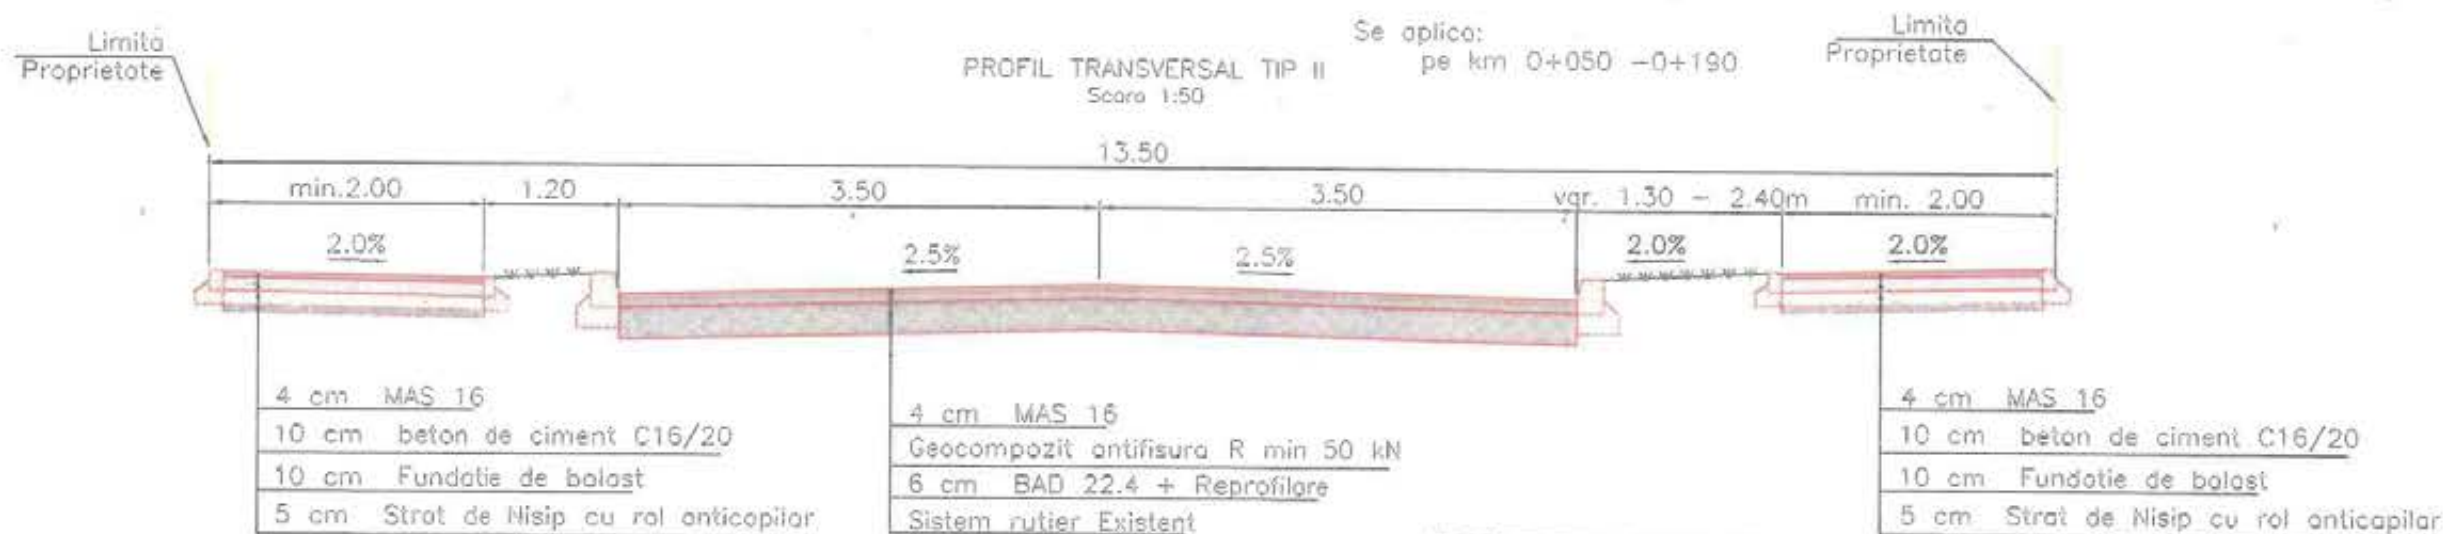 Limita
Proprietate
PROFIL TRANSVERSAL TIP II
Scara 1:50
Se aplica:
pe km 0+050 -0+190
Limita
Proprietate
13.50
min.2.00 1.20 3.50 3.50 var. 1.30 - 2.40m min. 2.00
2.0% 2.5% 2.5% 2.0% 2.0%
4 cm MAS 16
10 cm beton de ciment C16/20
10 cm Fundatie de balast
5 cm Strat de Nisip cu rol anticapilar
4 cm MAS 16
Geocompozit antifisura R min 50 kN
6 cm BAD 22.4 + Reprofilare
Sistem rutier Existent
4 cm MAS 16
10 cm beton de ciment C16/20
10 cm Fundatie de balast
5 cm Strat de Nisip cu rol anticapilar